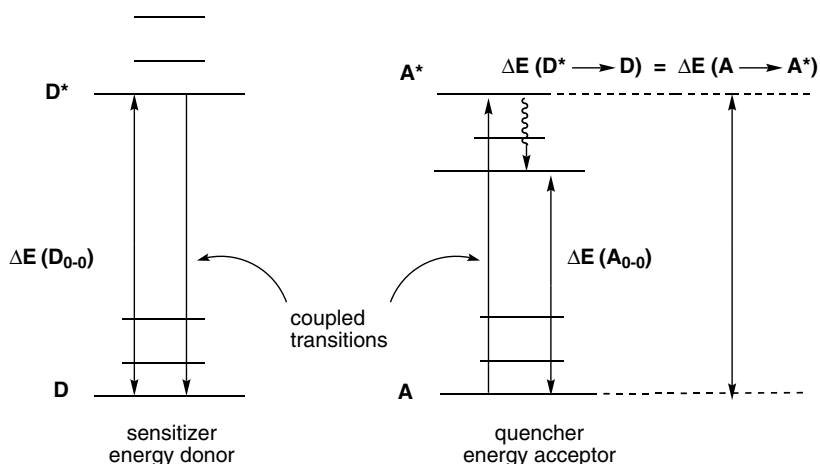 ΔE (D* ⟶ D) = ΔE (A ⟶ A*)
D*
A*
ΔE (D0-0)
ΔE (A0-0)
coupled
transitions
D
A
sensitizer
energy donor
quencher
energy acceptor